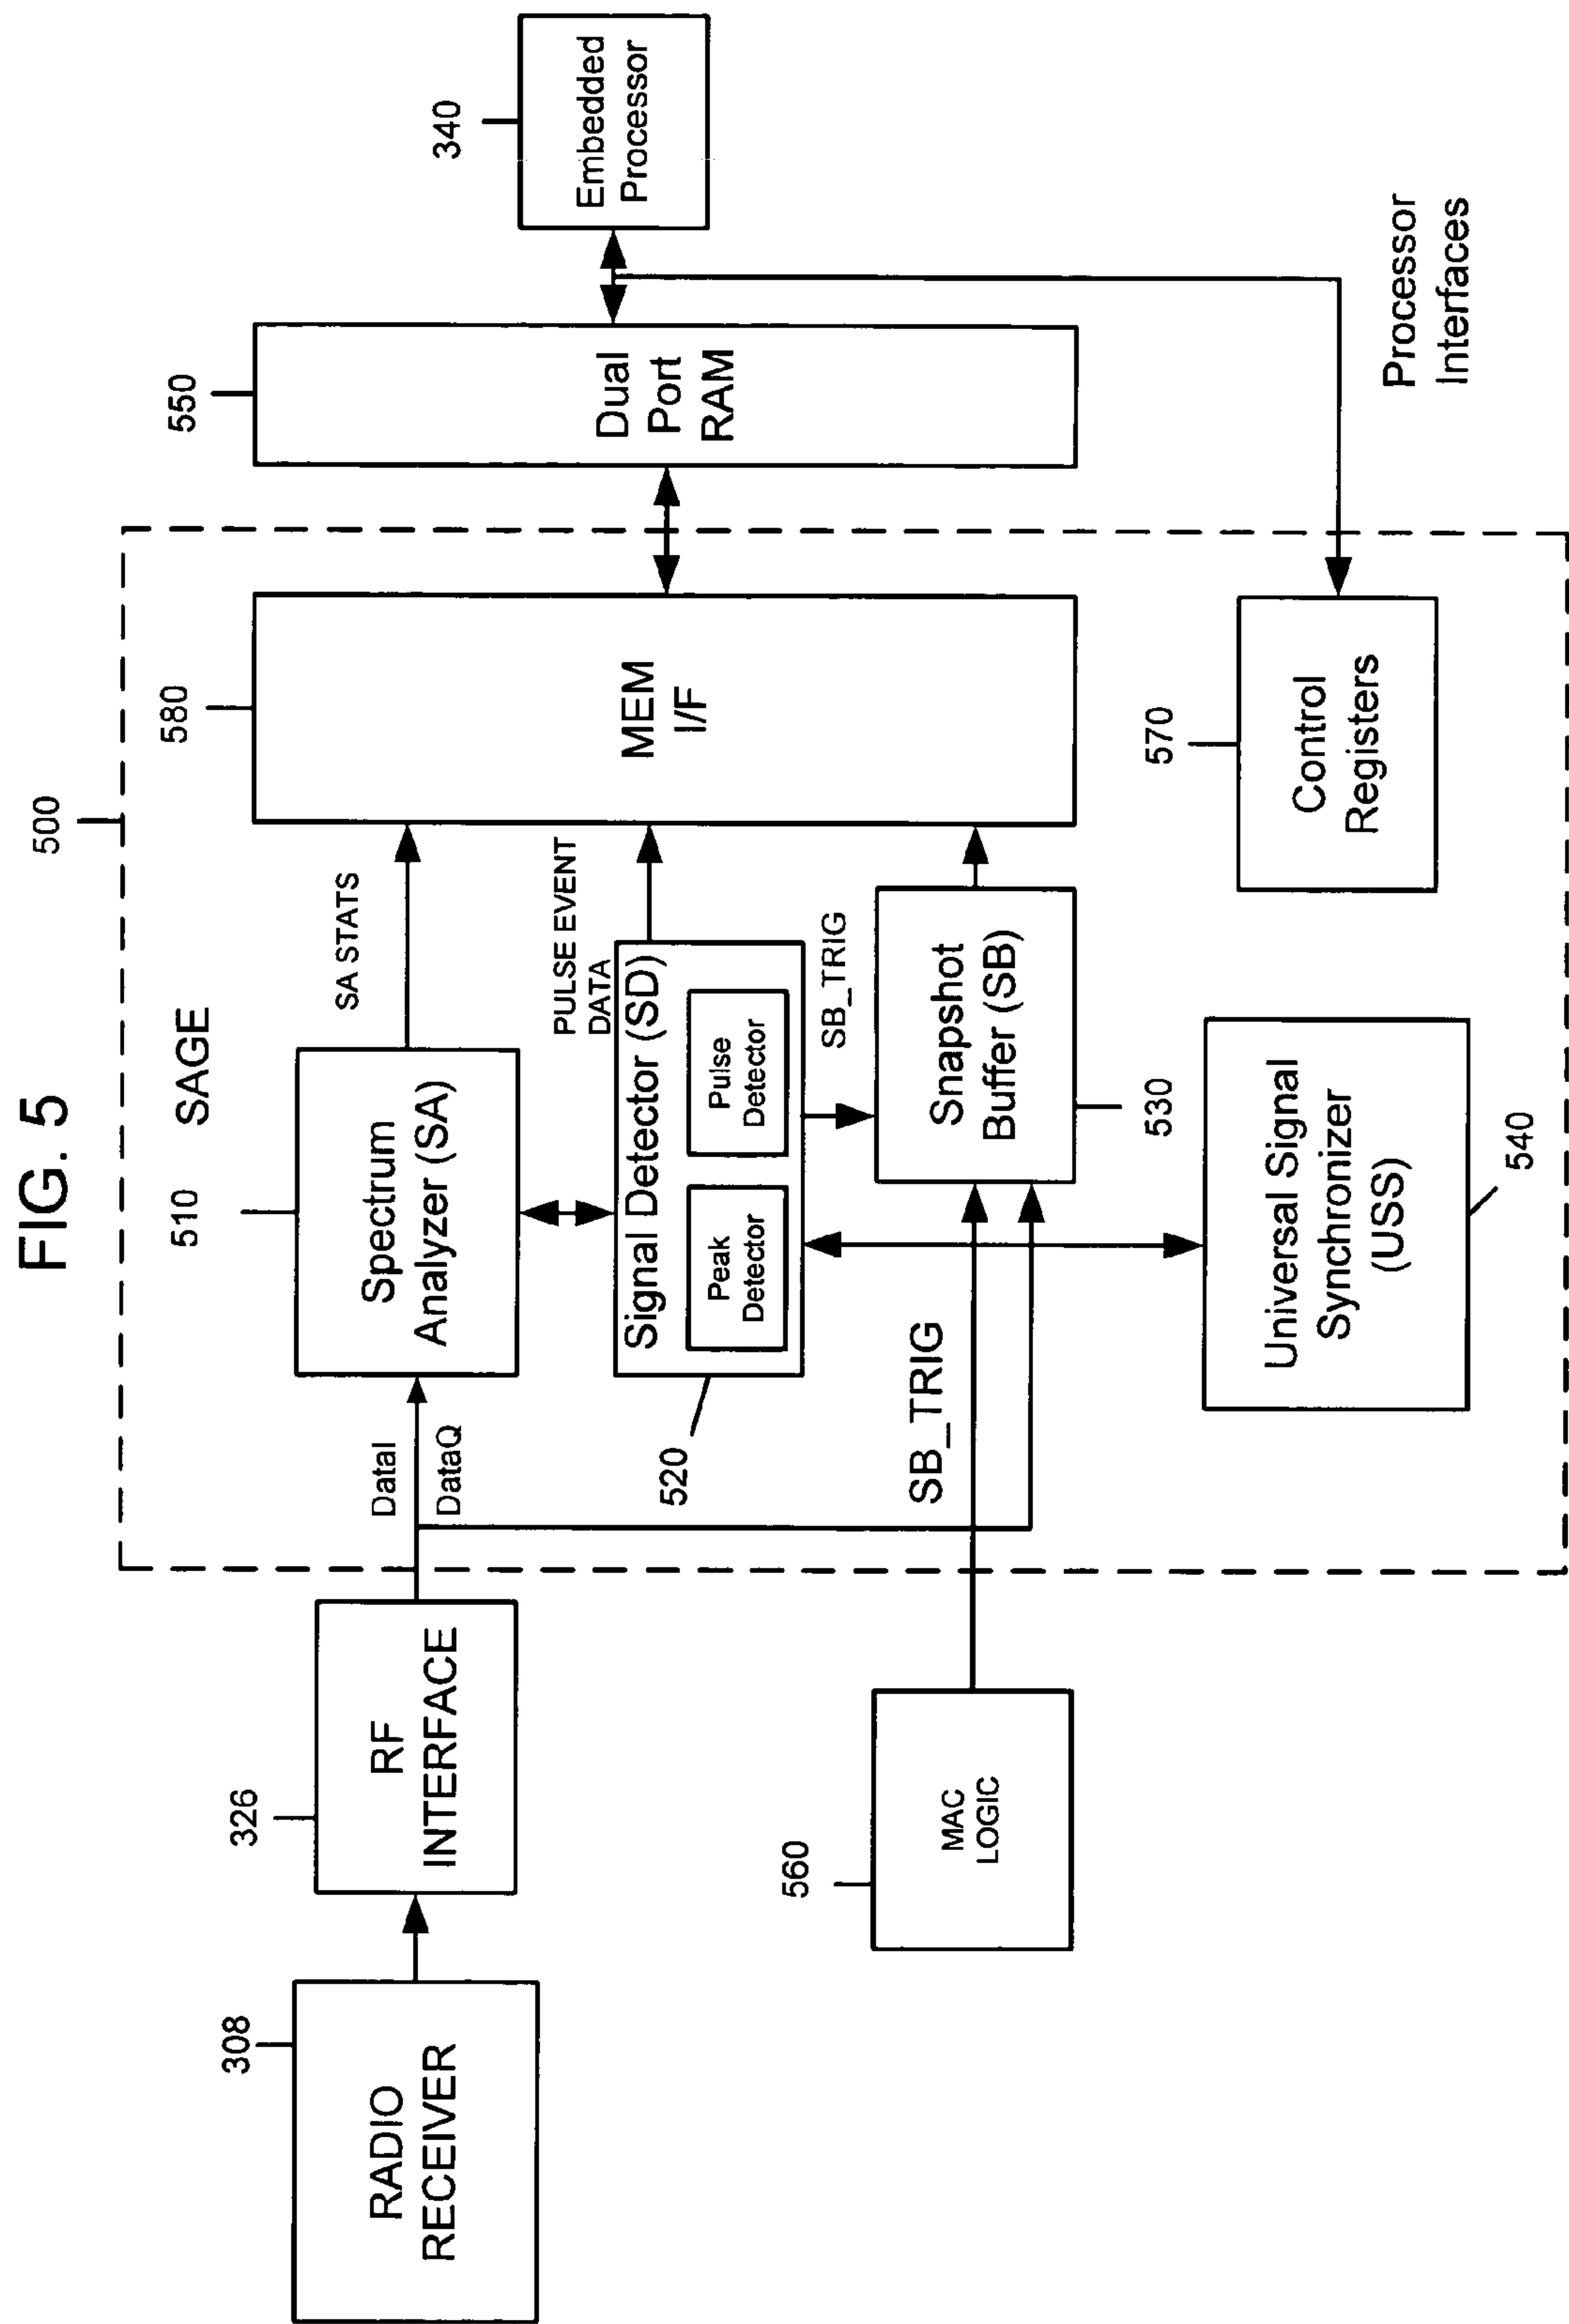 FIG. 5
500
SAGE
308
RADIO
RECEIVER
326
RF
INTERFACE
DataI
DataQ
510
Spectrum
Analyzer (SA)
SA STATS
520
Signal Detector (SD)
Peak
Detector
Pulse
Detector
PULSE EVENT
DATA
SB_TRIG
560
MAC
LOGIC
SB_TRIG
Snapshot
Buffer (SB)
530
Universal Signal
Synchronizer
(USS)
540
580
MEM
I/F
570
Control
Registers
550
Dual
Port
RAM
340
Embedded
Processor
Processor
Interfaces